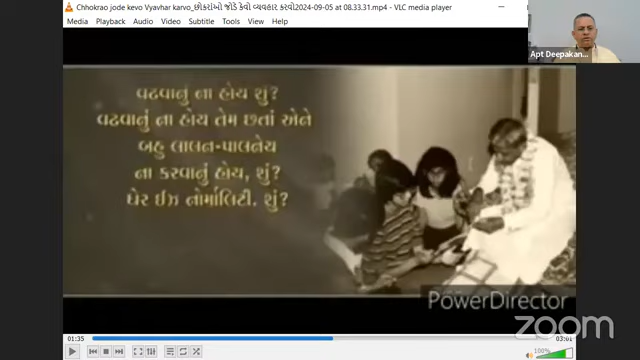 Chhokrao jode kevo Vyavhar karvo_છોકરાંઓ જોડે કેવો વ્યવહાર કરવો2024-09-05 at 08.33.31.mp4 - VLC media player
Media Playback Audio Video Subtitle Tools View Help
Apt Deepakan...
વઢવાનું ના હોય શું?
વઢવાનું ના હોય તેમ છતાં એને
બહુ લાલન-પાલનેય
ના કરવાનું હોય, શું?
ધેર ઈઝ નોર્માલિટી. શું?
PowerDirector
zoom
01:35
03:01
100%